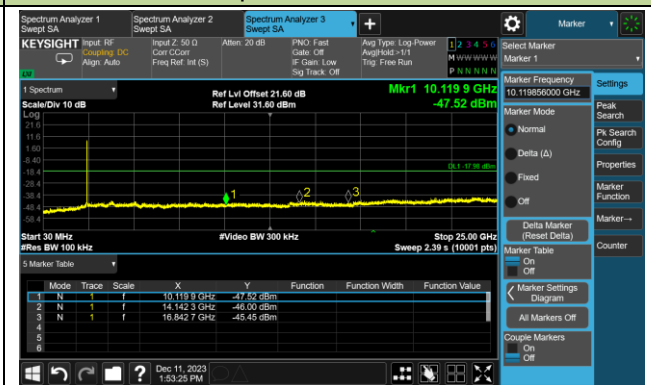 Spectrum Analyzer 1
Swept SA
Spectrum Analyzer 2
Swept SA
Spectrum Analyzer 3
Swept SA
Marker
KEYSIGHT
Input: RF
Coupling: DC
Align: Auto
Input Z: 50 Ω
Corr CCorr
Freq Ref: Int (S)
Atten: 20 dB
PNO: Fast
Gate: Off
IF Gain: Low
Sig Track: Off
Avg Type: Log-Power
Avg|Hold:>1/1
Trig: Free Run
1 2 3 4 5 6
M W W W W W
P N N N N N
Select Marker
Marker 1
1 Spectrum
Scale/Div 10 dB
Log
Ref Lvl Offset 21.60 dB
Ref Level 31.60 dBm
Mkr1 10.119 9 GHz
-47.52 dBm
21.6
11.6
1.60
-8.40
-18.4
-28.4
-38.4
-48.4
-58.4
DL1 -17.98 dBm
1
2
3
Start 30 MHz
#Res BW 100 kHz
#Video BW 300 kHz
Stop 25.00 GHz
Sweep 2.39 s (10001 pts)
5 Marker Table
Mode Trace Scale X Y Function Function Width Function Value
1 N 1 f 10.119 9 GHz -47.52 dBm
2 N 1 f 14.142 3 GHz -46.00 dBm
3 N 1 f 16.842 7 GHz -45.45 dBm
4
5
6
Marker Frequency
10.119856000 GHz
Marker Mode
Normal
Delta (Δ)
Fixed
Off
Delta Marker
(Reset Delta)
Marker Table
On
Off
Marker Settings
Diagram
All Markers Off
Couple Markers
On
Off
Settings
Peak
Search
Pk Search
Config
Properties
Marker
Function
Marker→
Counter
?
Dec 11, 2023
1:53:25 PM